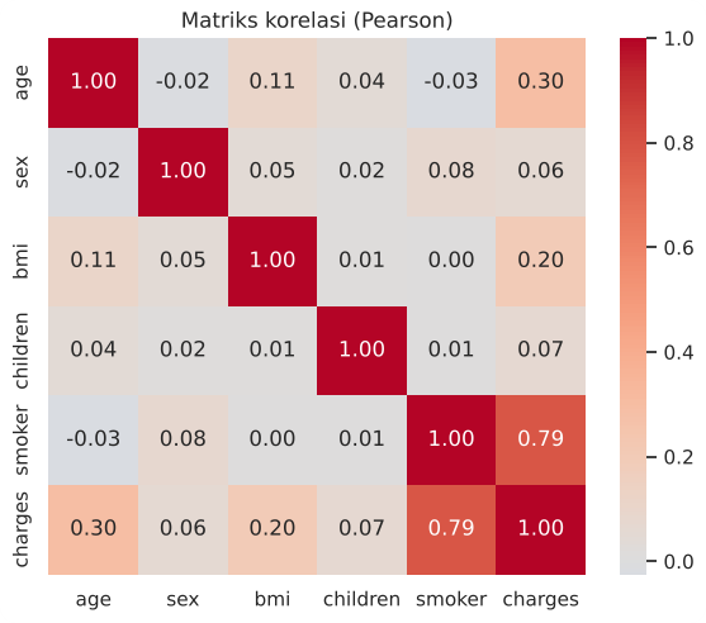 Matriks korelasi (Pearson)
age 1.00 -0.02 0.11 0.04 -0.03 0.30
sex -0.02 1.00 0.05 0.02 0.08 0.06
bmi 0.11 0.05 1.00 0.01 0.00 0.20
children 0.04 0.02 0.01 1.00 0.01 0.07
smoker -0.03 0.08 0.00 0.01 1.00 0.79
charges 0.30 0.06 0.20 0.07 0.79 1.00
age sex bmi children smoker charges
1.0
0.8
0.6
0.4
0.2
0.0